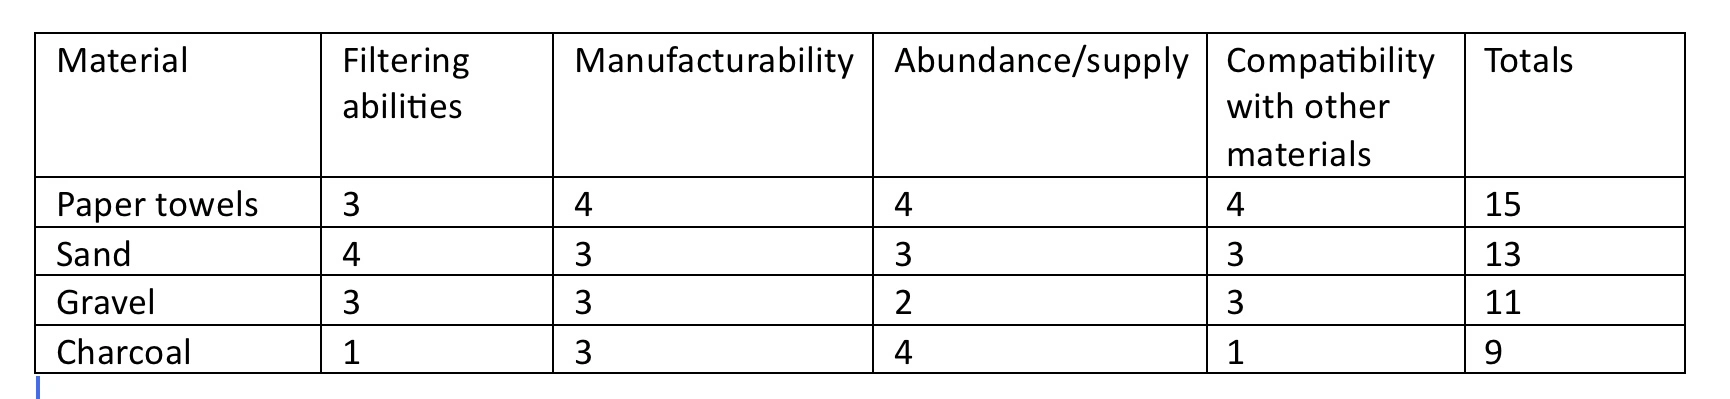 Material Filtering abilities Manufacturability Abundance/supply Compatibility with other materials Totals
Paper towels 3 4 4 4 15
Sand 4 3 3 3 13
Gravel 3 3 2 3 11
Charcoal 1 3 4 1 9